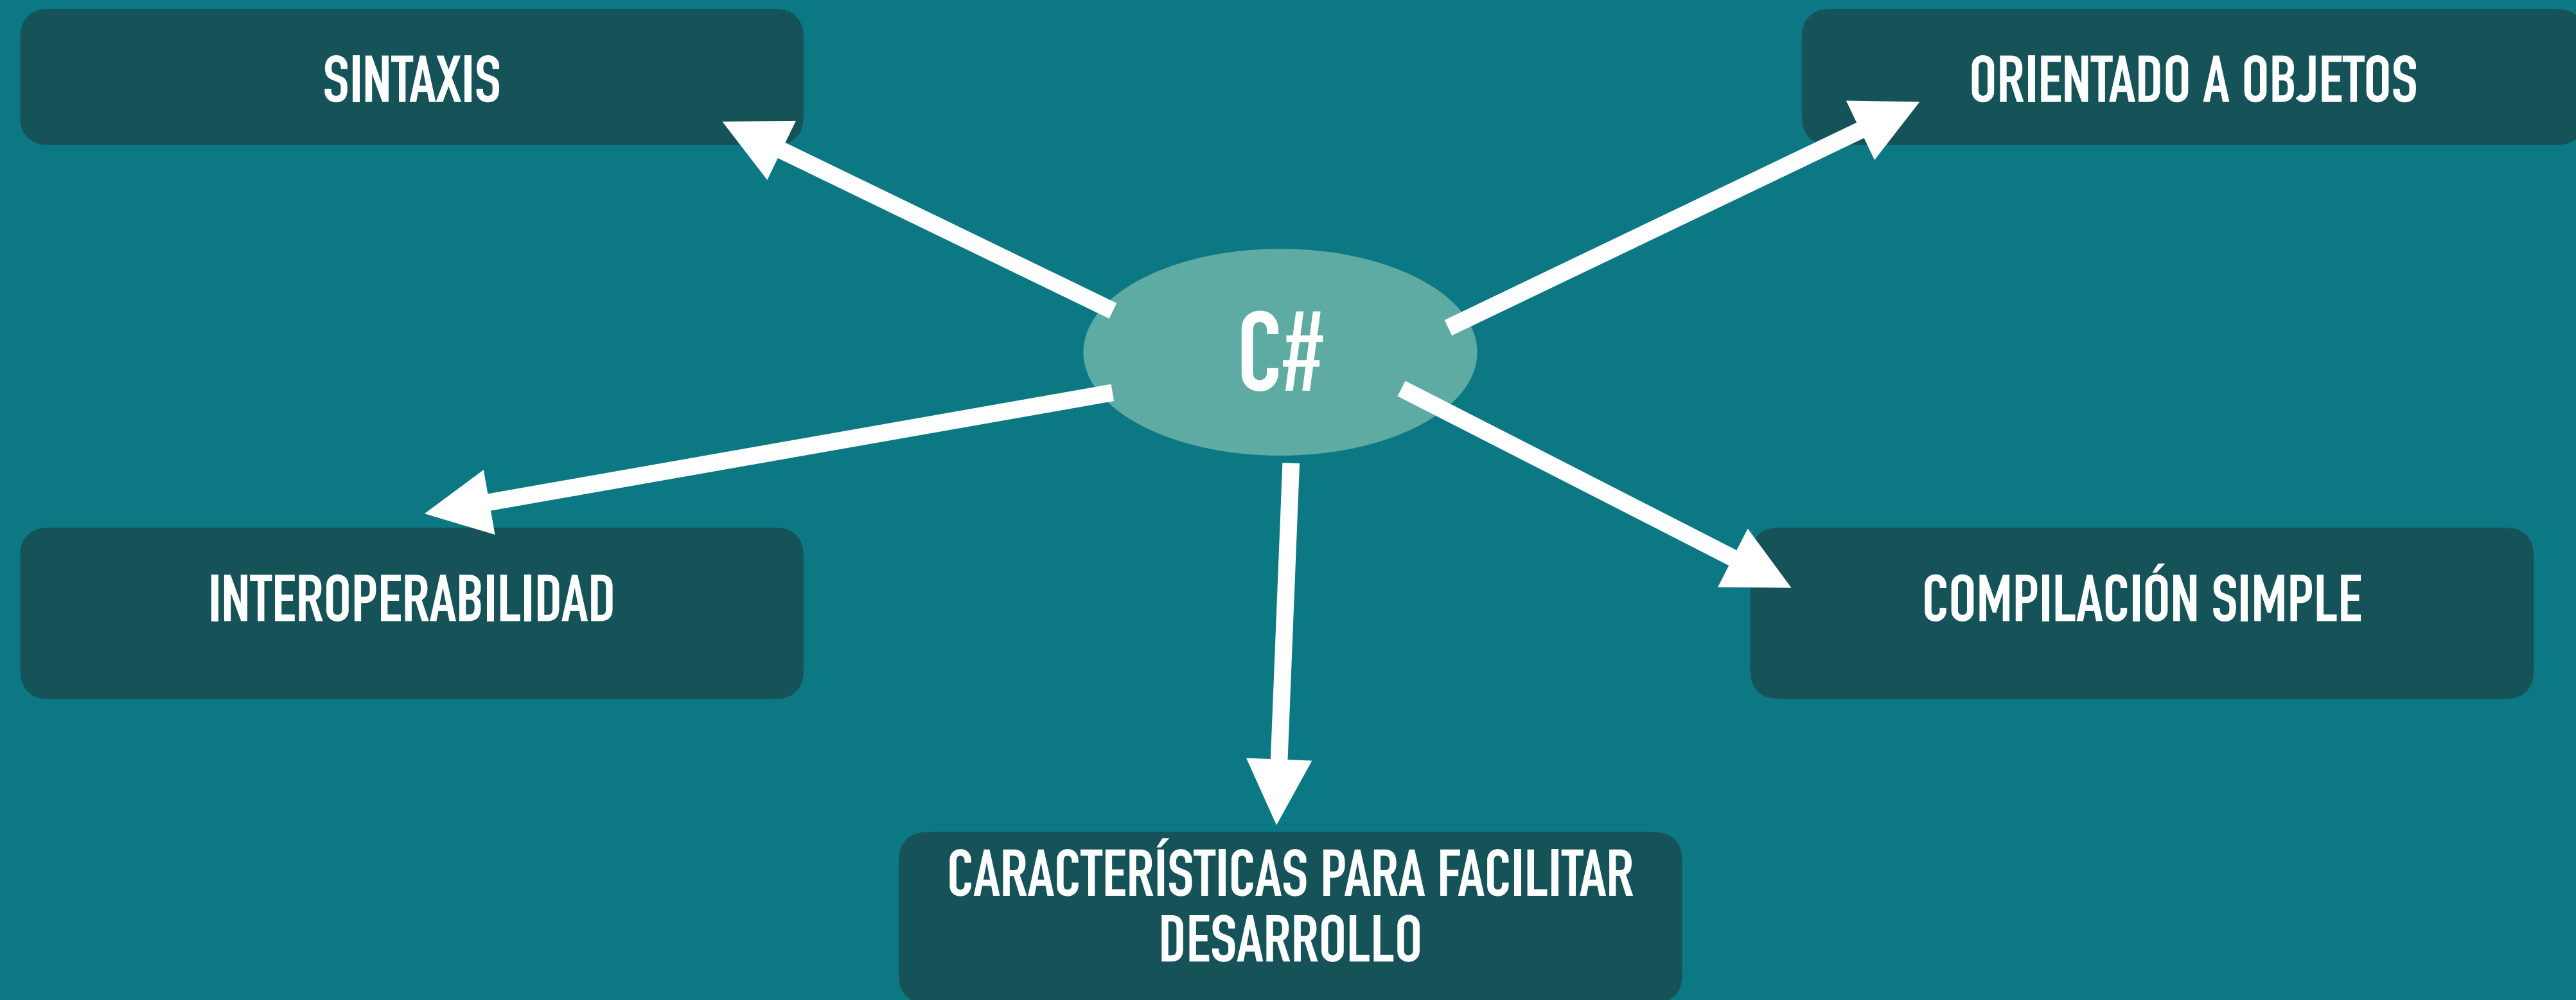 SINTAXIS
ORIENTADO A OBJETOS
C#
INTEROPERABILIDAD
COMPILACIÓN SIMPLE
CARACTERÍSTICAS PARA FACILITAR
DESARROLLO